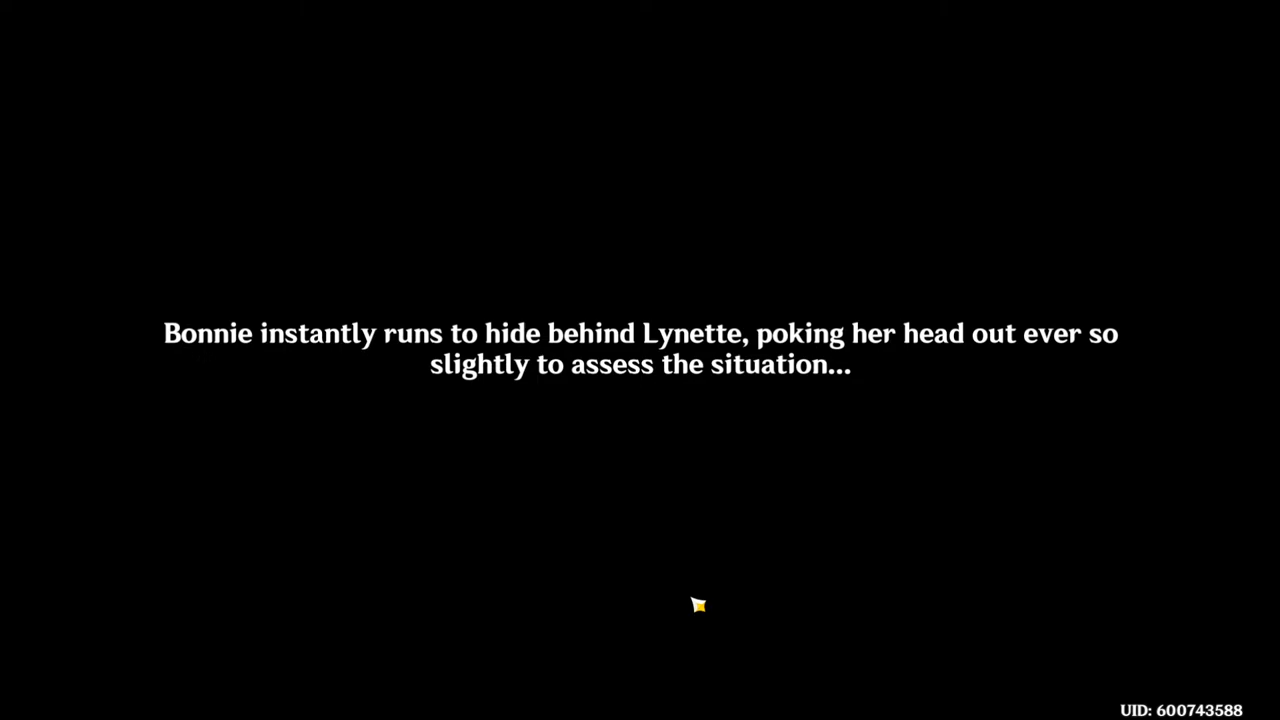 Bonnie instantly runs to hide behind Lynette, poking her head out ever so
slightly to assess the situation...
UID: 600743588